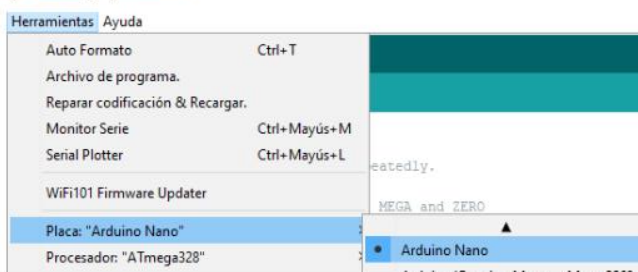 Herramientas Ayuda
Auto Formato Ctrl+T
Archivo de programa.
Reparar codificación & Recargar.
Monitor Serie Ctrl+Mayús+M
Serial Plotter Ctrl+Mayús+L
eatedly.
WiFi101 Firmware Updater
MEGA and ZERO
Placa: "Arduino Nano"
Arduino Nano
Procesador: "ATmega328"